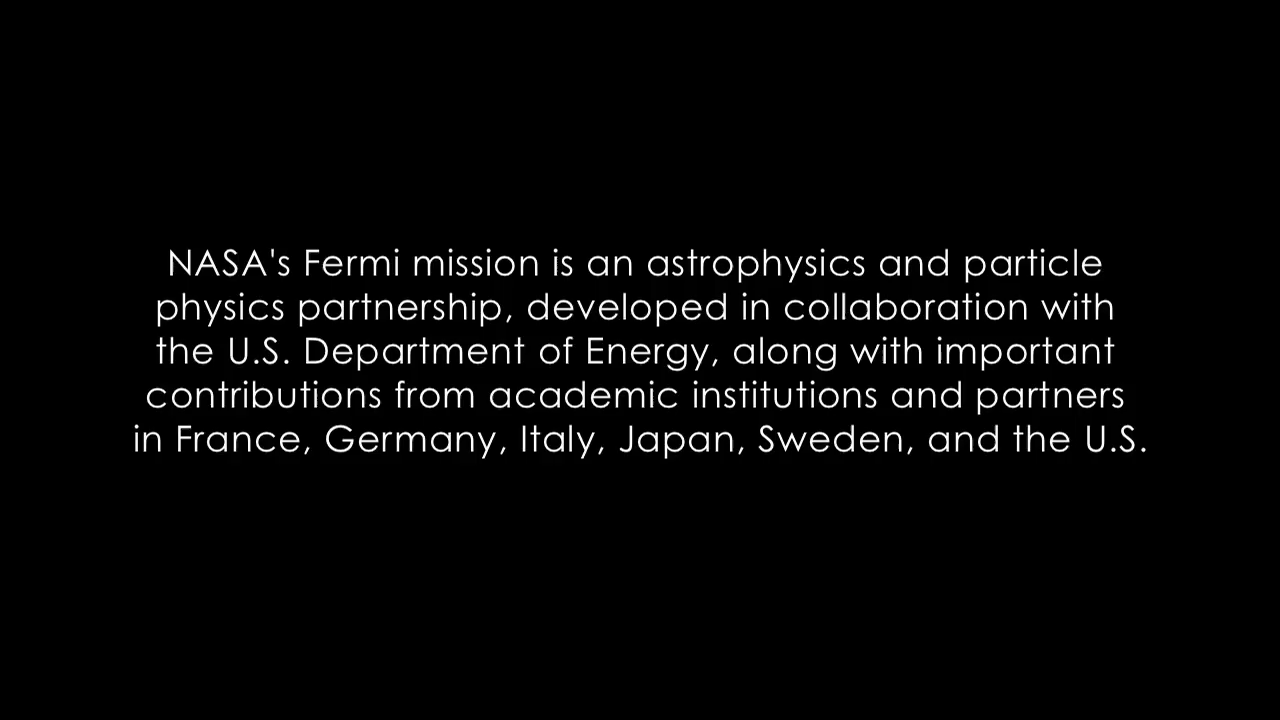 NASA's Fermi mission is an astrophysics and particle
physics partnership, developed in collaboration with
the U.S. Department of Energy, along with important
contributions from academic institutions and partners
in France, Germany, Italy, Japan, Sweden, and the U.S.